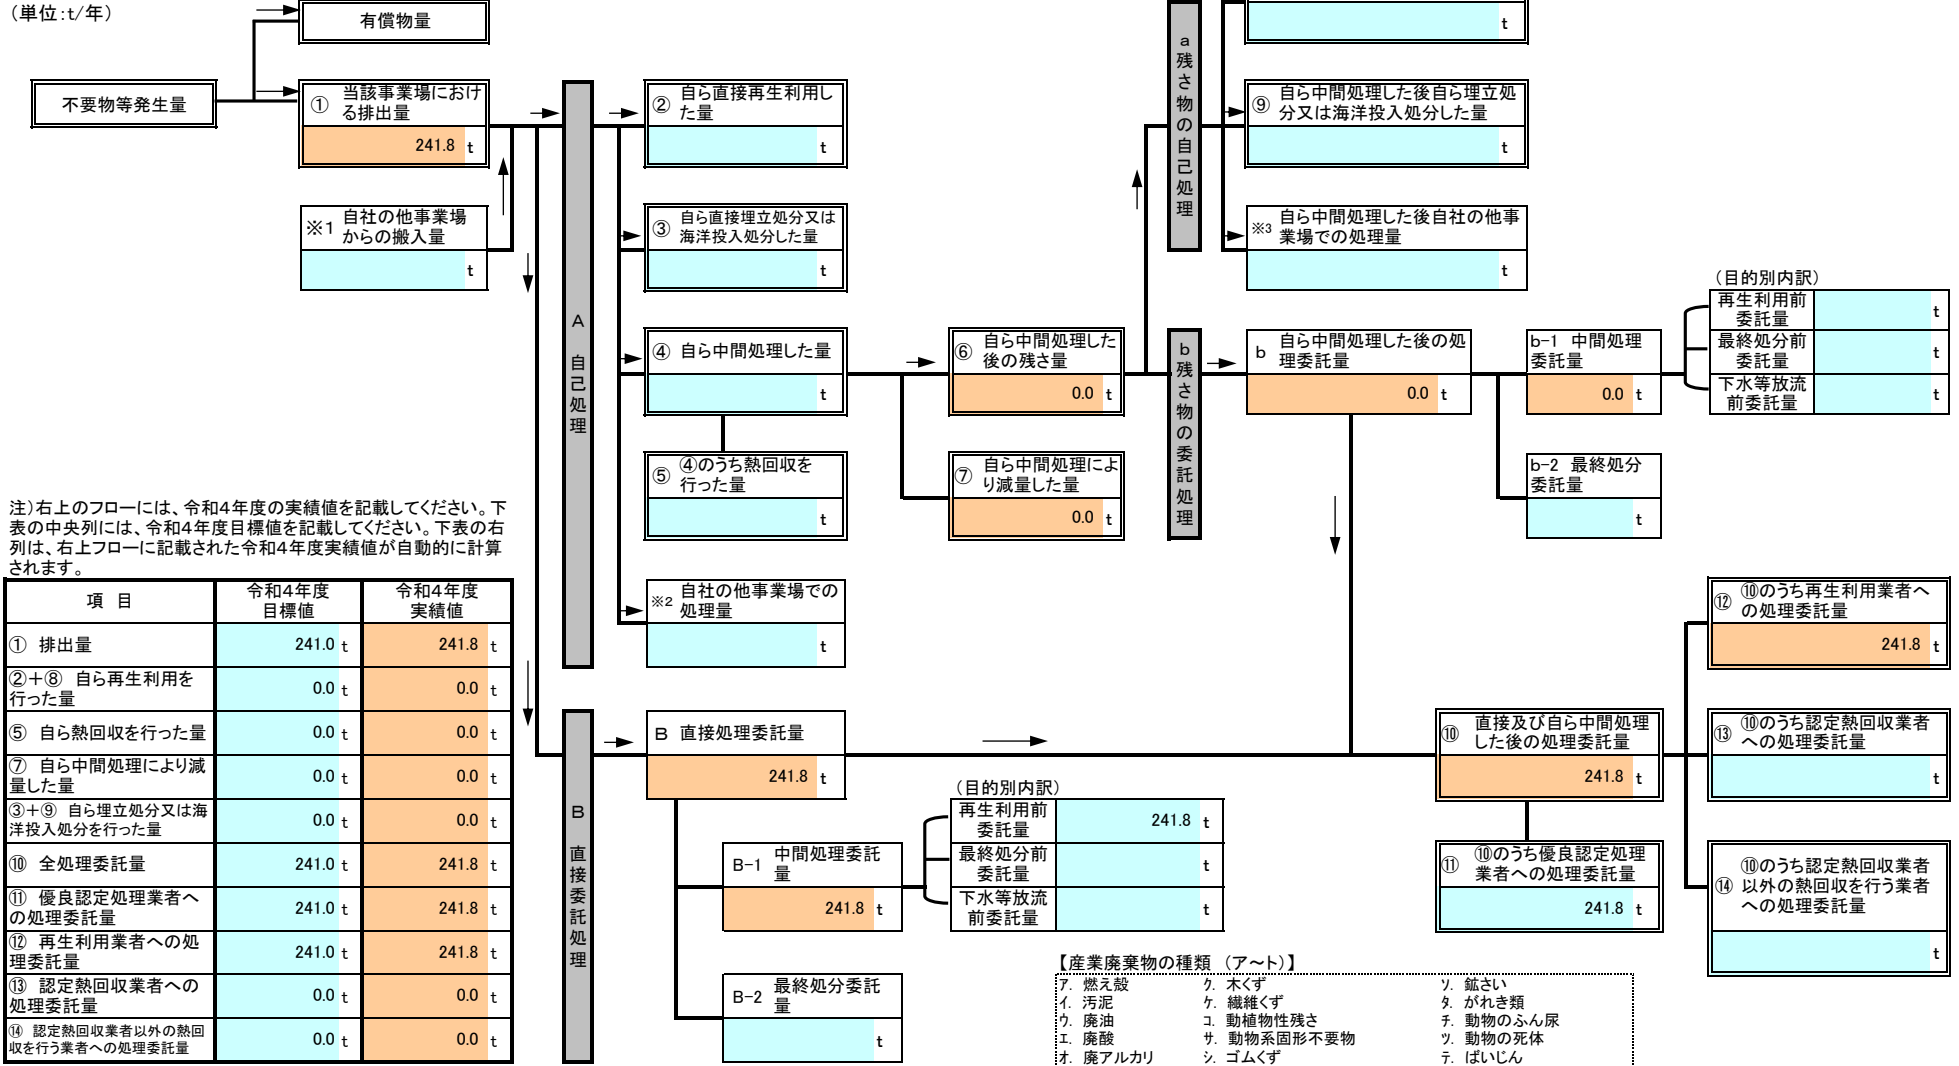 （単位：t/年）
有償物量
不要物等発生量
① 当該事業場におけ
る排出量
241.8 t
※1 自社の他事業場
からの搬入量
t
A 自己処理
② 自ら直接再生利用し
た量
t
③ 自ら直接埋立処分又は
海洋投入処分した量
t
④ 自ら中間処理した量
t
⑤ ④のうち熱回収を
行った量
t
※2 自社の他事業場での
処理量
t
⑥ 自ら中間処理した
後の残さ量
0.0 t
⑦ 自ら中間処理によ
り減量した量
0.0 t
a 残さ物の自己処理
t
⑨ 自ら中間処理した後自ら埋立処
分又は海洋投入処分した量
t
※3 自ら中間処理した後自社の他事
業場での処理量
t
b 残さ物の委託処理
b 自ら中間処理した後の処
理委託量
0.0 t
b-1 中間処理
委託量
0.0 t
b-2 最終処分
委託量
t
（目的別内訳）
再生利用前
委託量 t
最終処分前
委託量 t
下水等放流
前委託量 t
注）右上のフローには、令和４年度の実績値を記載してください。下
表の中央列には、令和４年度目標値を記載してください。下表の右
列は、右上フローに記載された令和４年度実績値が自動的に計算
されます。
項 目 令和４年度 目標値 令和４年度 実績値
① 排出量 241.0 t 241.8 t
②＋⑧ 自ら再生利用を
行った量 0.0 t 0.0 t
⑤ 自ら熱回収を行った量 0.0 t 0.0 t
⑦ 自ら中間処理により減
量した量 0.0 t 0.0 t
③＋⑨ 自ら埋立処分又は海
洋投入処分を行った量 0.0 t 0.0 t
⑩ 全処理委託量 241.0 t 241.8 t
⑪ 優良認定処理業者へ
の処理委託量 241.0 t 241.8 t
⑫ 再生利用業者への処
理委託量 241.0 t 241.8 t
⑬ 認定熱回収業者への
処理委託量 0.0 t 0.0 t
⑭ 認定熱回収業者以外の熱回
収を行う業者への処理委託量 0.0 t 0.0 t
B 直接委託処理
B 直接処理委託量
241.8 t
B-1 中間処理委託
量
241.8 t
B-2 最終処分委託
量
t
（目的別内訳）
再生利用前
委託量 241.8 t
最終処分前
委託量 t
下水等放流
前委託量 t
⑩ 直接及び自ら中間処理
した後の処理委託量
241.8 t
⑪ ⑩のうち優良認定処理
業者への処理委託量
241.8 t
⑫ ⑩のうち再生利用業者へ
の処理委託量
241.8 t
⑬ ⑩のうち認定熱回収業者
への処理委託量
t
⑭ ⑩のうち認定熱回収業者
以外の熱回収を行う業者
への処理委託量
t
【産業廃棄物の種類 （ア～ト）】
ア. 燃え殻 ク. 木くず ソ. 鉱さい
イ. 汚泥 ケ. 繊維くず タ. がれき類
ウ. 廃油 コ. 動植物性残さ チ. 動物のふん尿
エ. 廃酸 サ. 動物系固形不要物 ツ. 動物の死体
オ. 廃アルカリ シ. ゴムくず テ. ばいじん